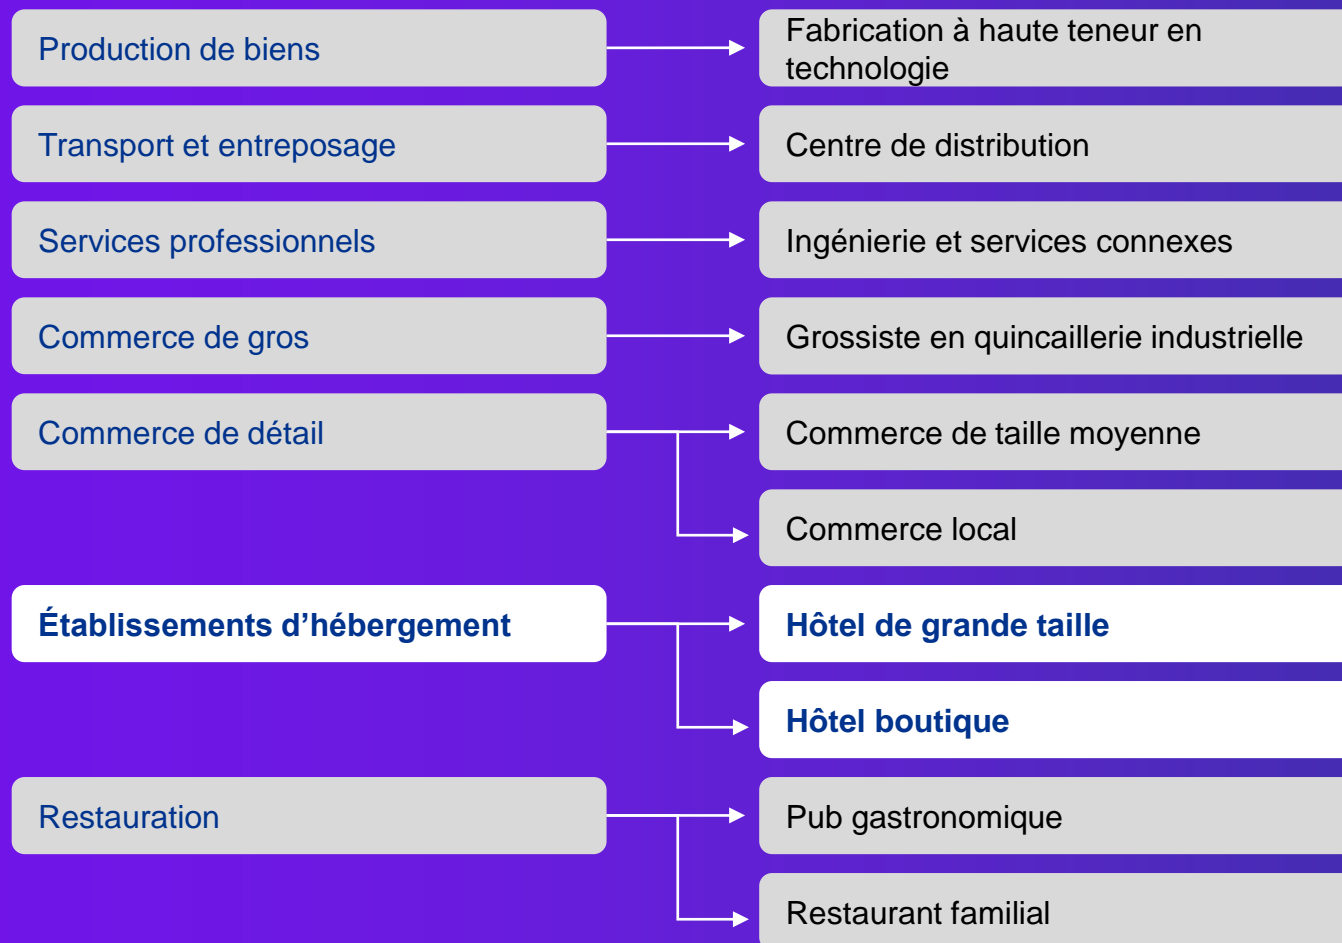 Production de biens
Fabrication à haute teneur en
technologie
Transport et entreposage
Centre de distribution
Services professionnels
Ingénierie et services connexes
Commerce de gros
Grossiste en quincaillerie industrielle
Commerce de détail
Commerce de taille moyenne
Commerce local
Établissements d’hébergement
Hôtel de grande taille
Hôtel boutique
Restauration
Pub gastronomique
Restaurant familial